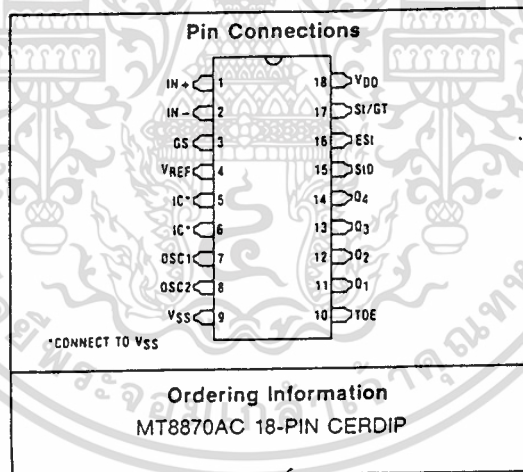 Pin Connections
IN + 1 18 VDD
IN - 2 17 St/GT
GS 3 16 ESt
VREF 4 15 StD
IC* 5 14 Q4
IC* 6 13 Q3
OSC1 7 12 Q2
OSC2 8 11 Q1
VSS 9 10 TOE
*CONNECT TO VSS
Ordering Information
MT8870AC 18-PIN CERDIP